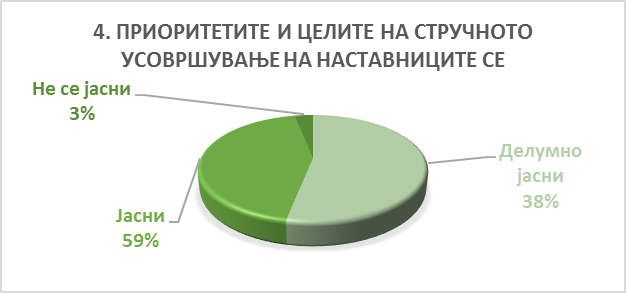 4. ПРИОРИТЕТИТЕ И ЦЕЛИТЕ НА СТРУЧНОТО
УСОВРШУВАЊЕ НА НАСТАВНИЦИТЕ СЕ
Не се јасни
3%
Делумно
јасни
38%
Јасни
59%